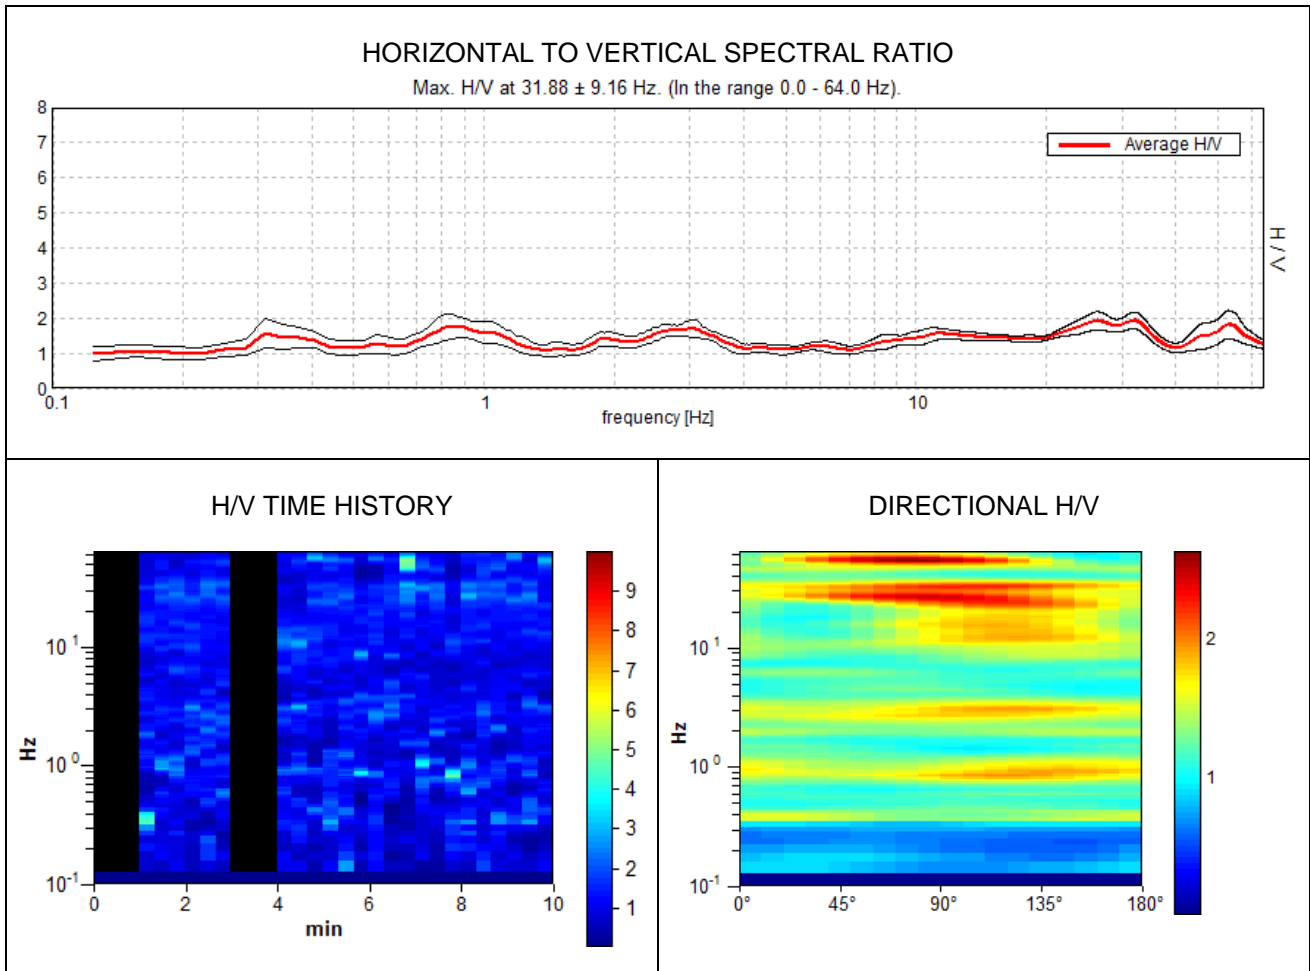 HORIZONTAL TO VERTICAL SPECTRAL RATIO
Max. H/V at 31.88 ± 9.16 Hz. (In the range 0.0 - 64.0 Hz).
8
7
6
5
4
3
2
1
0
Average H/V
H / V
0.1 1 10
frequency [Hz]
H/V TIME HISTORY
10^1
10^0
10^-1
Hz
0 2 4 6 8 10
min
9
8
7
6
5
4
3
2
1
DIRECTIONAL H/V
10^1
10^0
10^-1
Hz
0° 45° 90° 135° 180°
2
1